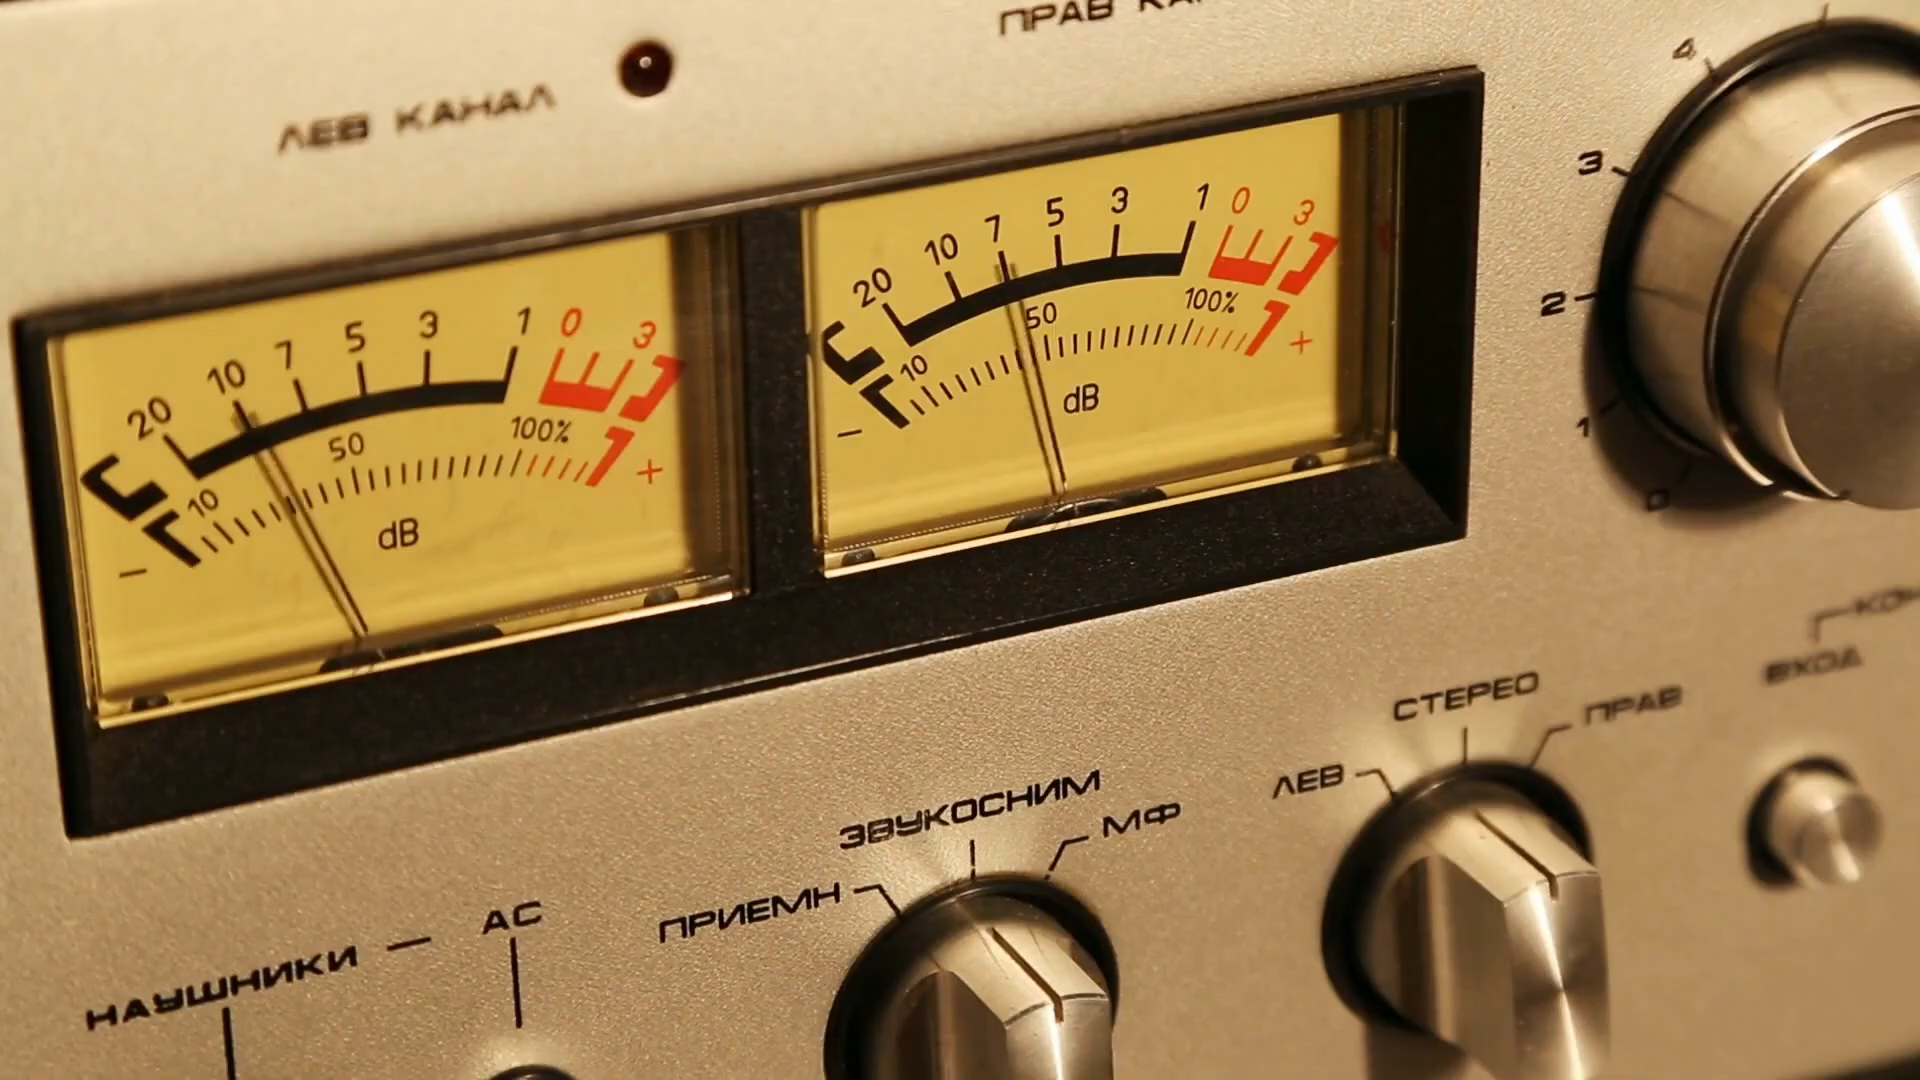 ЛЕВ КАНАЛ
ПРАВ
20 10 7 5 3 1 0 3
10 50 100%
− +
dB
20 10 7 5 3 1 0 3
10 50 100%
− +
dB
4
3
2
1
0
ВХОД
СТЕРЕО
ЛЕВ
ПРАВ
ЗВУКОСНИМ
ПРИЕМН
МФ
НАУШНИКИ — АС